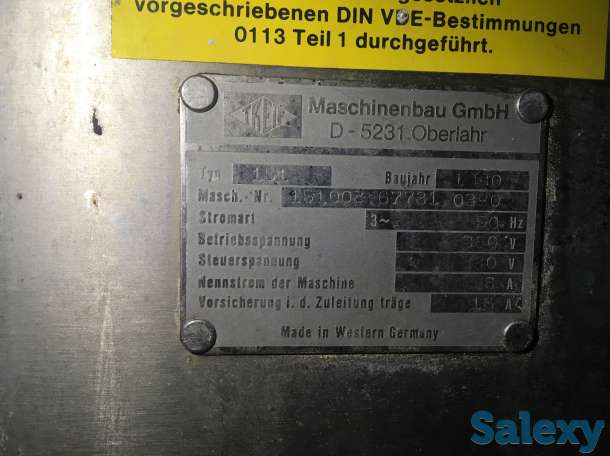 vorgeschriebenen DIN VDE-Bestimmungen
0113 Teil 1 durchgeführt.
TREIF
Maschinenbau GmbH
D - 5231 Oberlahr
Typ
Baujahr
Masch.-Nr.
Stromart 3~ Hz
Betriebsspannung V
Steuerspannung V
Nennstrom der Maschine A
Vorsicherung i. d. Zuleitung träge A
Made in Western Germany
Salexy